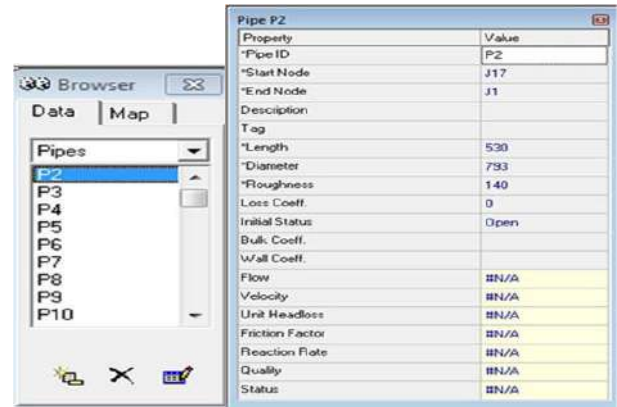 Browser
Data Map
Pipes
P2
P3
P4
P5
P6
P7
P8
P9
P10
Pipe P2
Property Value
*Pipe ID P2
*Start Node J17
*End Node J1
Description
Tag
*Length 530
*Diameter 793
*Roughness 140
Loss Coeff. 0
Initial Status Open
Bulk Coeff.
Wall Coeff.
Flow #N/A
Velocity #N/A
Unit Headloss #N/A
Friction Factor #N/A
Reaction Rate #N/A
Quality #N/A
Status #N/A